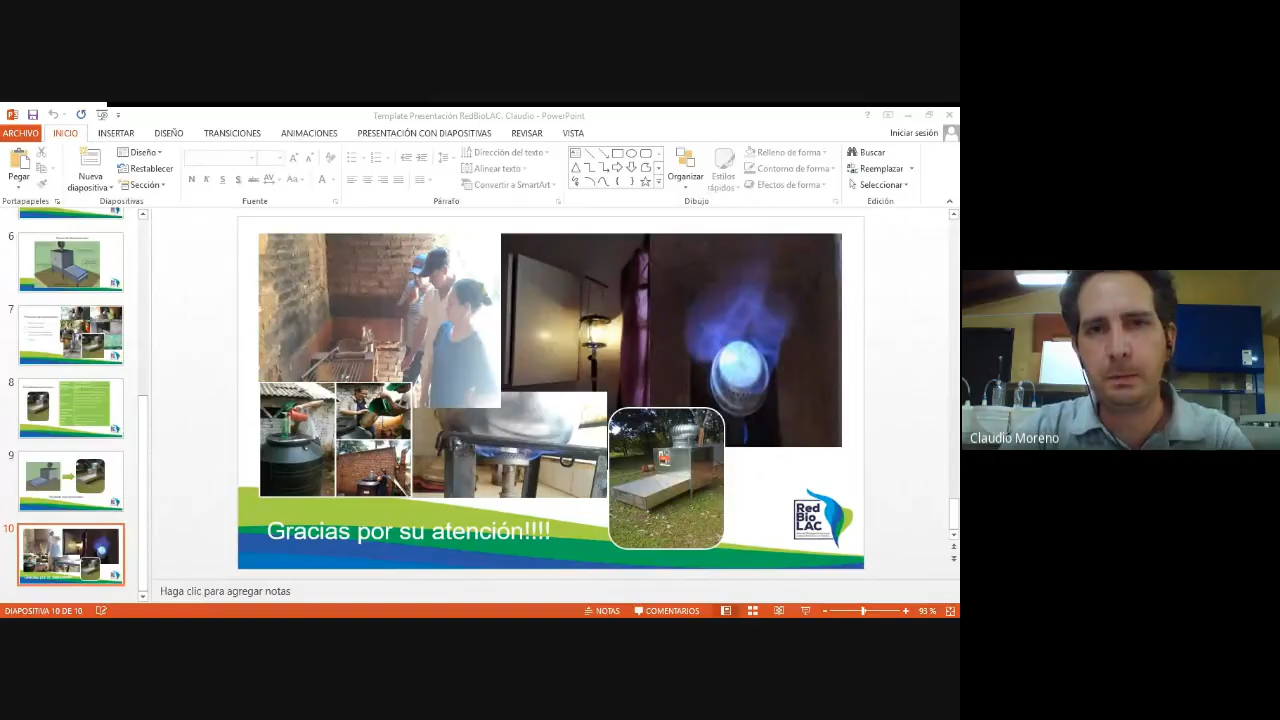 Template Presentación RedBioLAC. Claudio - PowerPoint
ARCHIVO INICIO INSERTAR DISEÑO TRANSICIONES ANIMACIONES PRESENTACIÓN CON DIAPOSITIVAS REVISAR VISTA Iniciar sesión
Pegar
Nueva diapositiva
Diseño
Restablecer
Sección
N K S S abc AV Aa A
Dirección del texto
Alinear texto
Convertir a SmartArt
Organizar
Estilos rápidos
Relleno de forma
Contorno de forma
Efectos de forma
Buscar
Reemplazar
Seleccionar
Portapapeles Diapositivas Fuente Párrafo Dibujo Edición
6
7
8
9
10
Red
Bio
LAC
Gracias por su atención!!!!
Haga clic para agregar notas
DIAPOSITIVA 10 DE 10 NOTAS COMENTARIOS 93 %
Claudio Moreno